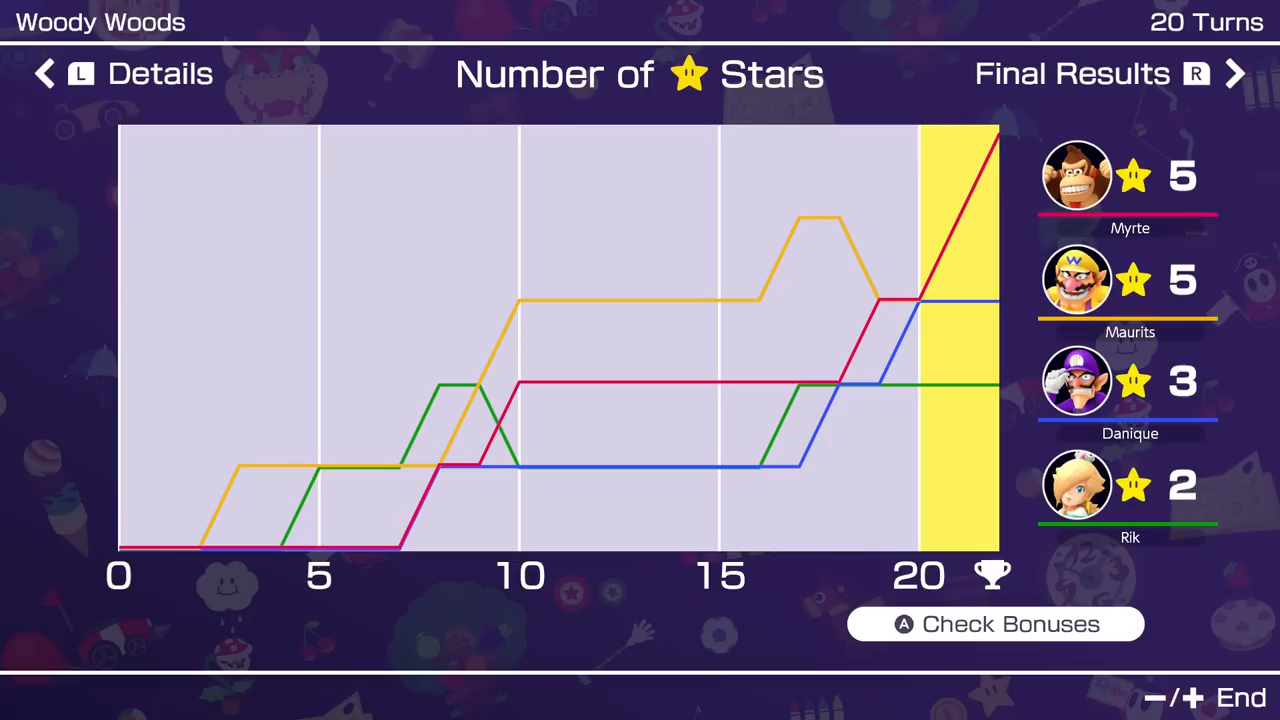 Woody Woods
20 Turns
L Details
Number of Stars
Final Results R
5
Myrte
5
Maurits
3
Danique
2
Rik
0 5 10 15 20
A Check Bonuses
−/+ End